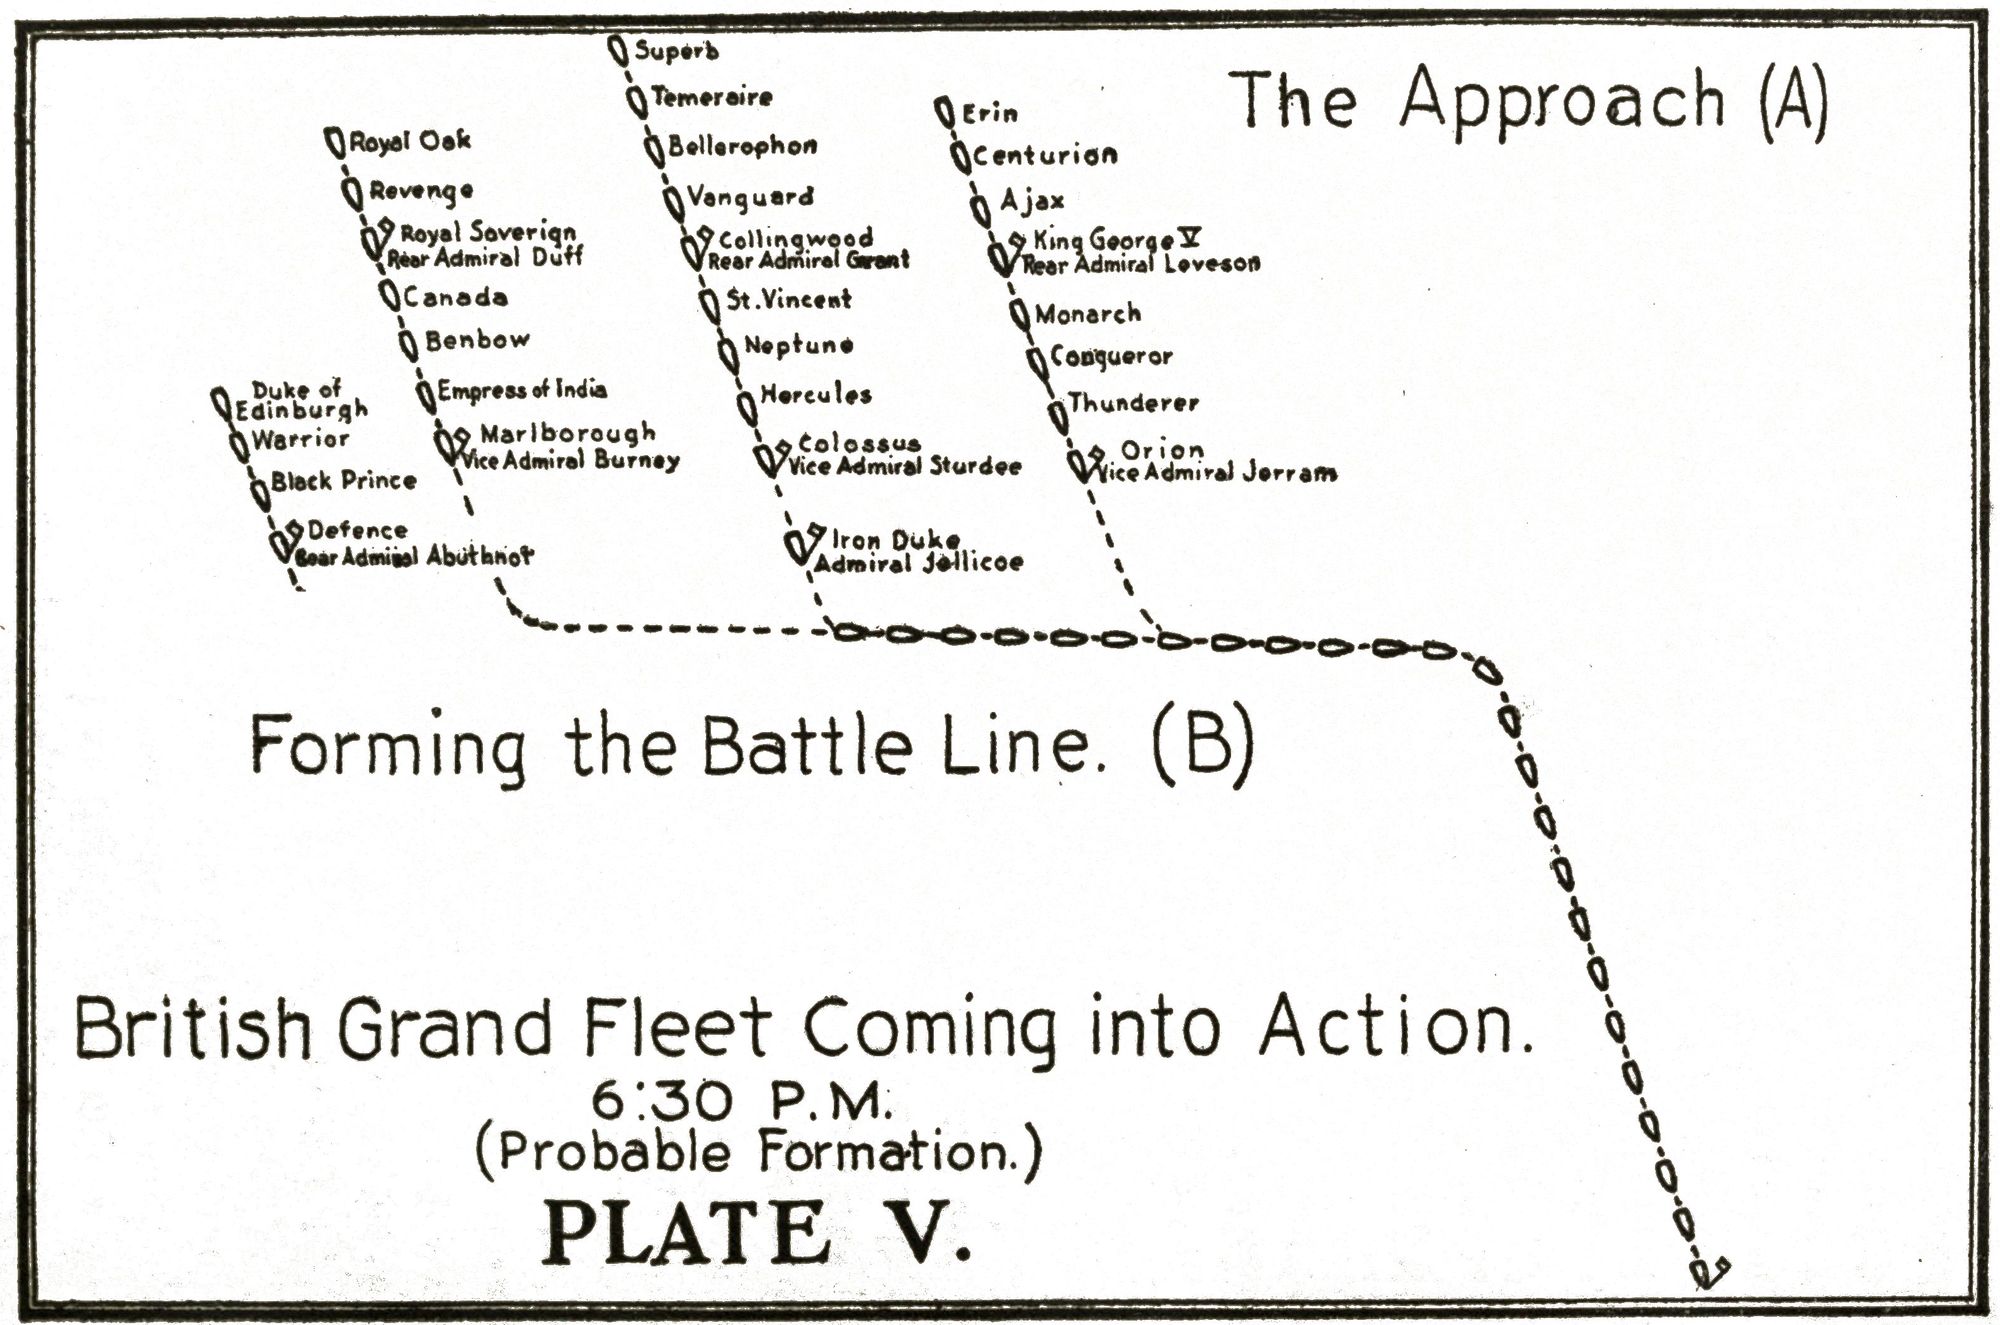 The Approach (A)
Superb
Temeraire
Bellerophon
Vanguard
Collingwood
Rear Admiral Grant
St. Vincent
Neptune
Hercules
Colossus
Vice Admiral Sturdee
Iron Duke
Admiral Jellicoe
Erin
Centurion
Ajax
King George V
Rear Admiral Leveson
Monarch
Conqueror
Thunderer
Orion
Vice Admiral Jerram
Royal Oak
Revenge
Royal Soverign
Rear Admiral Duff
Canada
Benbow
Empress of India
Marlborough
Vice Admiral Burney
Duke of
Edinburgh
Warrior
Black Prince
Defence
Rear Admiral Abuthnot
Forming the Battle Line. (B)
British Grand Fleet Coming into Action.
6:30 P.M.
(Probable Formation.)
PLATE V.